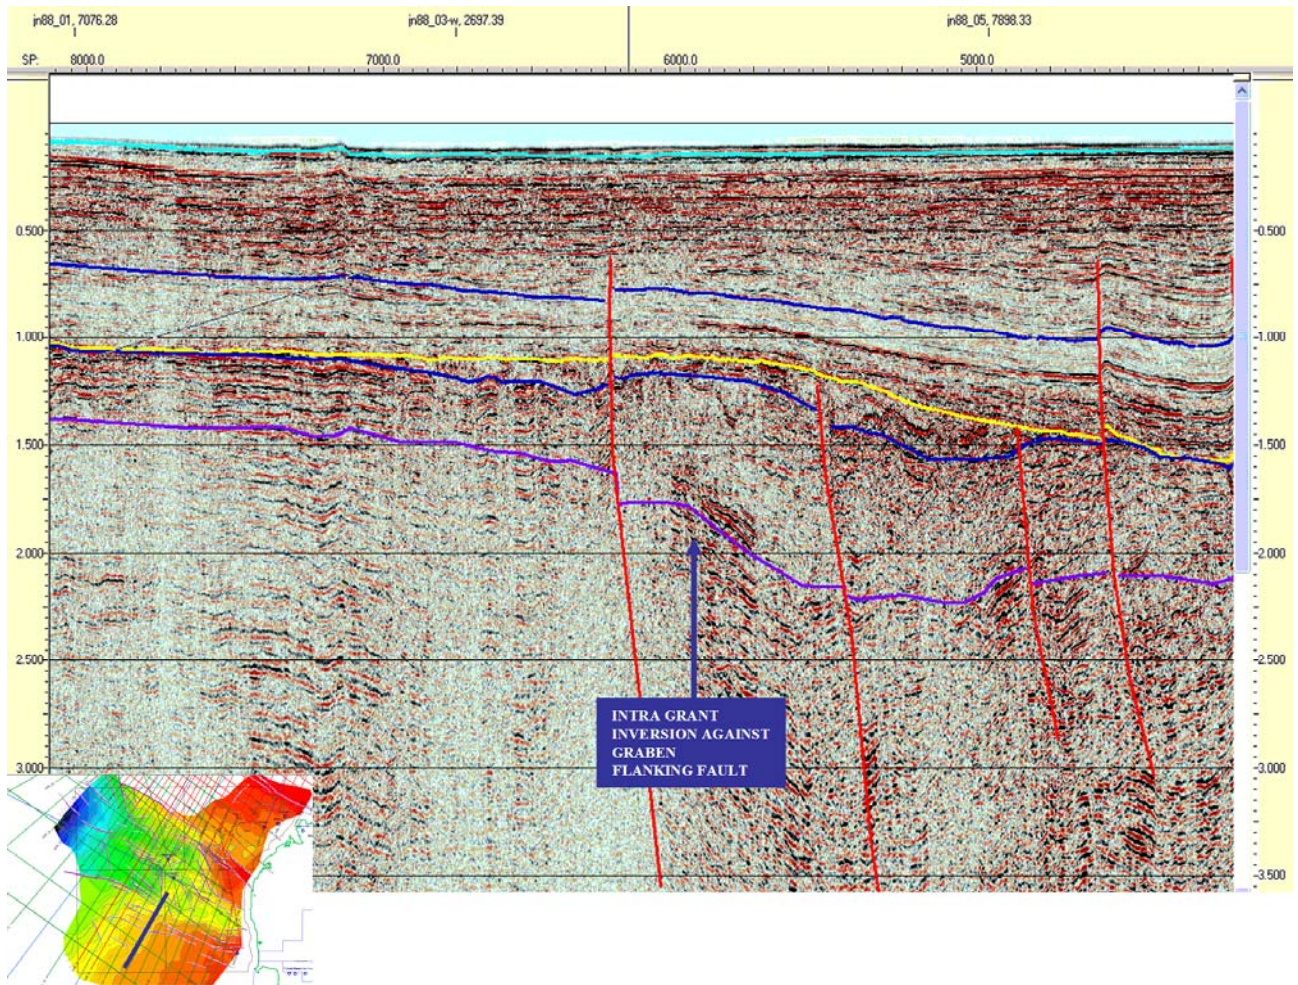 jn88_01, 7076.28 jn88_03-w, 2697.39 jn88_05, 7898.33
SP: 8000.0 7000.0 6000.0 5000.0
0.500 0.500
1.000 1.000
1.500 1.500
2.000 2.000
2.500 2.500
INTRA GRANT
INVERSION AGAINST
GRABEN
FLANKING FAULT
3.000 3.000
3.500